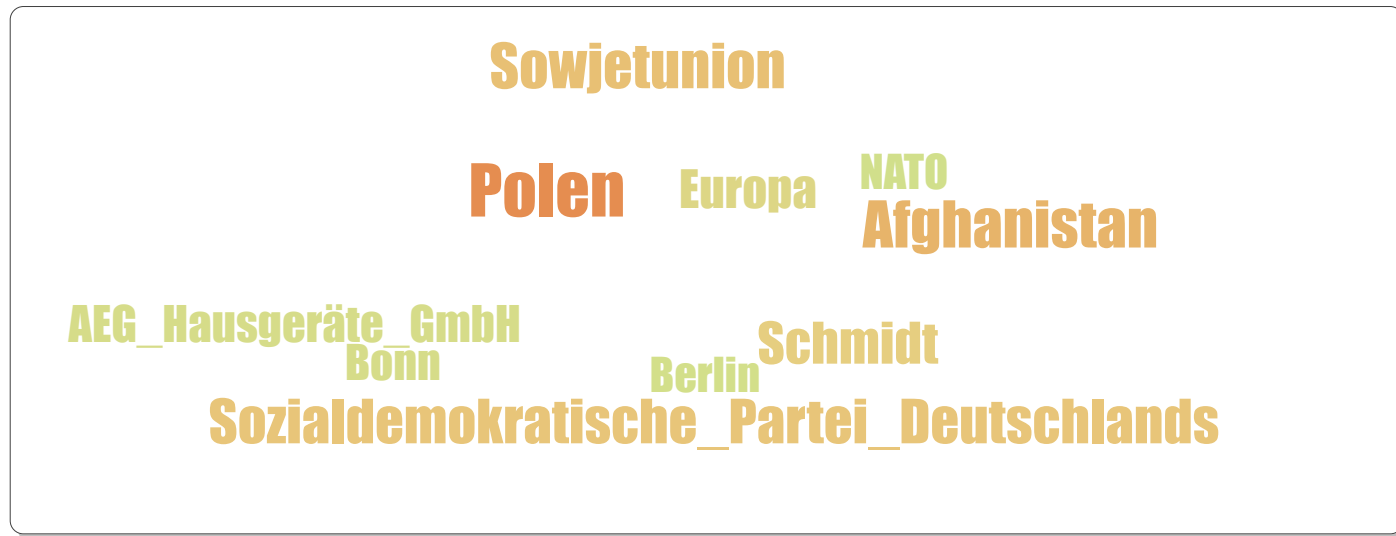 Sowjetunion
Polen Europa NATO
Afghanistan
AEG_Hausgeräte_GmbH
Bonn Berlin Schmidt
Sozialdemokratische_Partei_Deutschlands